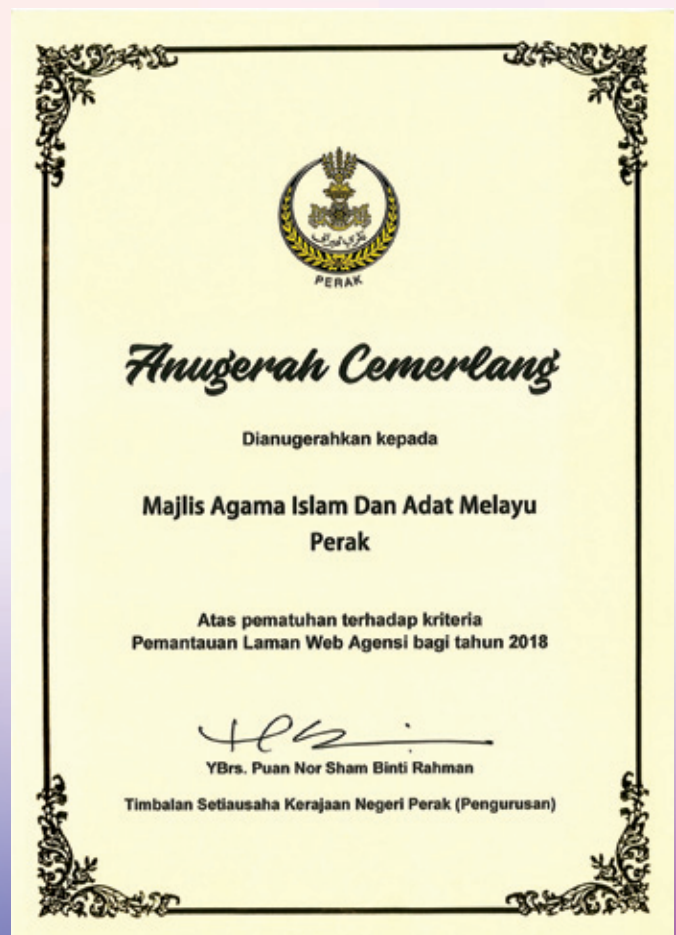 PERAK
Anugerah Cemerlang
Dianugerahkan kepada
Majlis Agama Islam Dan Adat Melayu
Perak
Atas pematuhan terhadap kriteria
Pemantauan Laman Web Agensi bagi tahun 2018
YBrs. Puan Nor Sham Binti Rahman
Timbalan Setiausaha Kerajaan Negeri Perak (Pengurusan)